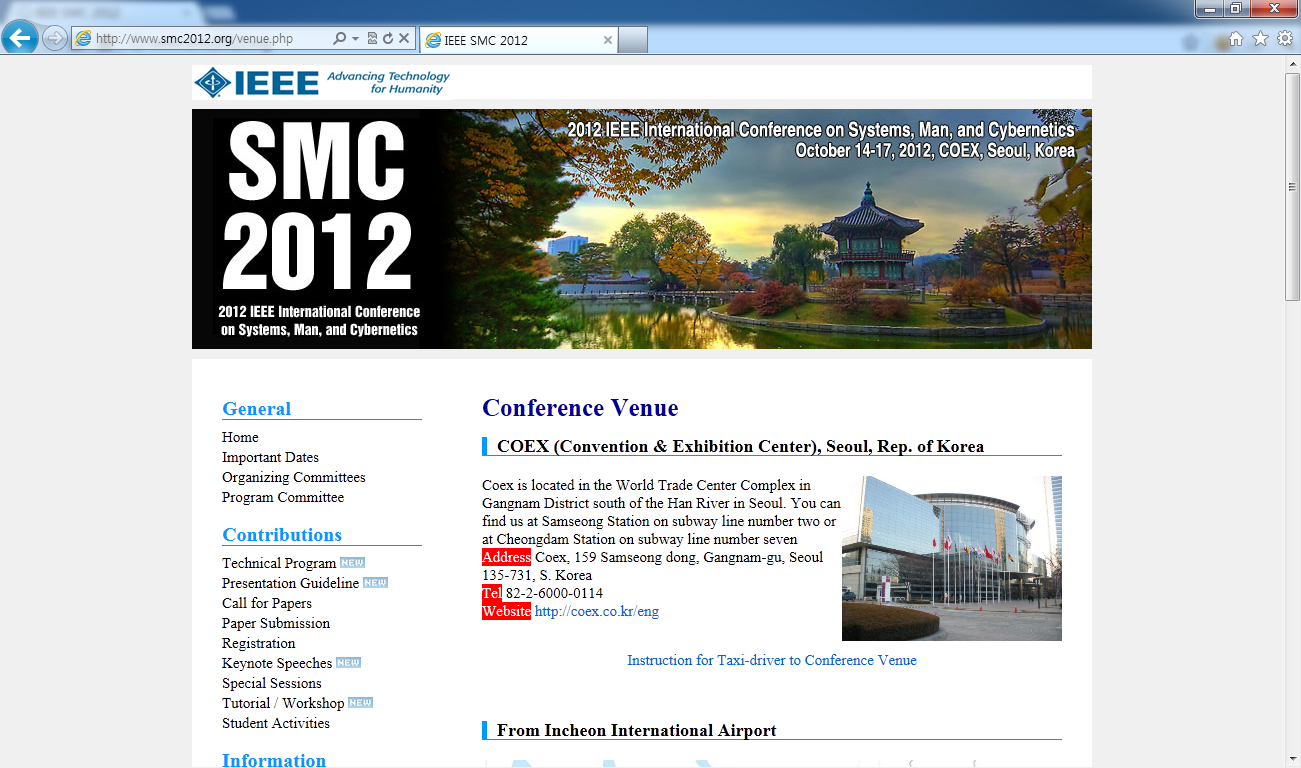 http://www.smc2012.org/venue.php
IEEE SMC 2012
IEEE Advancing Technology
for Humanity
SMC
2012
2012 IEEE International Conference
on Systems, Man, and Cybernetics
2012 IEEE International Conference on Systems, Man, and Cybernetics
October 14-17, 2012, COEX, Seoul, Korea
General
Home
Important Dates
Organizing Committees
Program Committee
Contributions
Technical Program NEW
Presentation Guideline NEW
Call for Papers
Paper Submission
Registration
Keynote Speeches NEW
Special Sessions
Tutorial / Workshop NEW
Student Activities
Information
Conference Venue
COEX (Convention & Exhibition Center), Seoul, Rep. of Korea
Coex is located in the World Trade Center Complex in
Gangnam District south of the Han River in Seoul. You can
find us at Samseong Station on subway line number two or
at Cheongdam Station on subway line number seven
Address Coex, 159 Samseong dong, Gangnam-gu, Seoul
135-731, S. Korea
Tel 82-2-6000-0114
Website http://coex.co.kr/eng
Instruction for Taxi-driver to Conference Venue
From Incheon International Airport